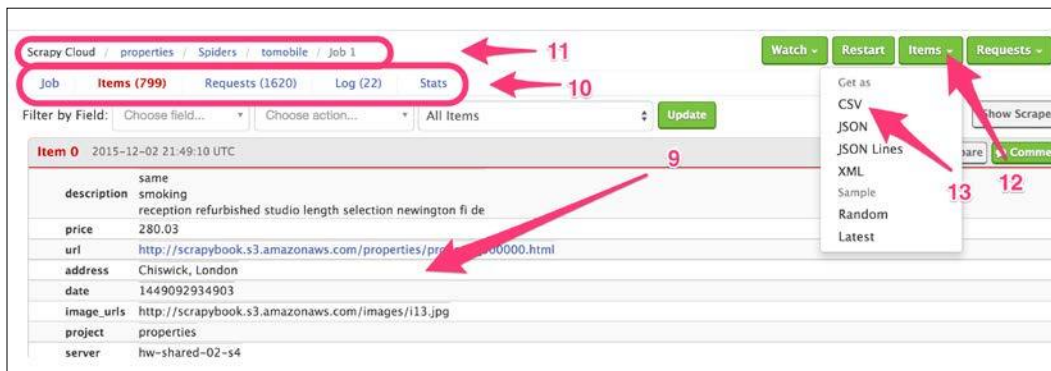 Scrapy Cloud / properties / Spiders / tomobile / Job 1
11
Watch
Restart
Items
Requests
Job Items (799) Requests (1620) Log (22) Stats
10
Get as
CSV
JSON
JSON Lines
XML
Sample
Random
Latest
Filter by Field: Choose field... Choose action... All Items Update
Show Scrape
Item 0 2015-12-02 21:49:10 UTC
9
Comme
13
12
description same
smoking
reception refurbished studio length selection newington fi de
price 280.03
url http://scrapybook.s3.amazonaws.com/properties/pro 00000.html
address Chiswick, London
date 1449092934903
image_urls http://scrapybook.s3.amazonaws.com/images/i13.jpg
project properties
server hw-shared-02-s4